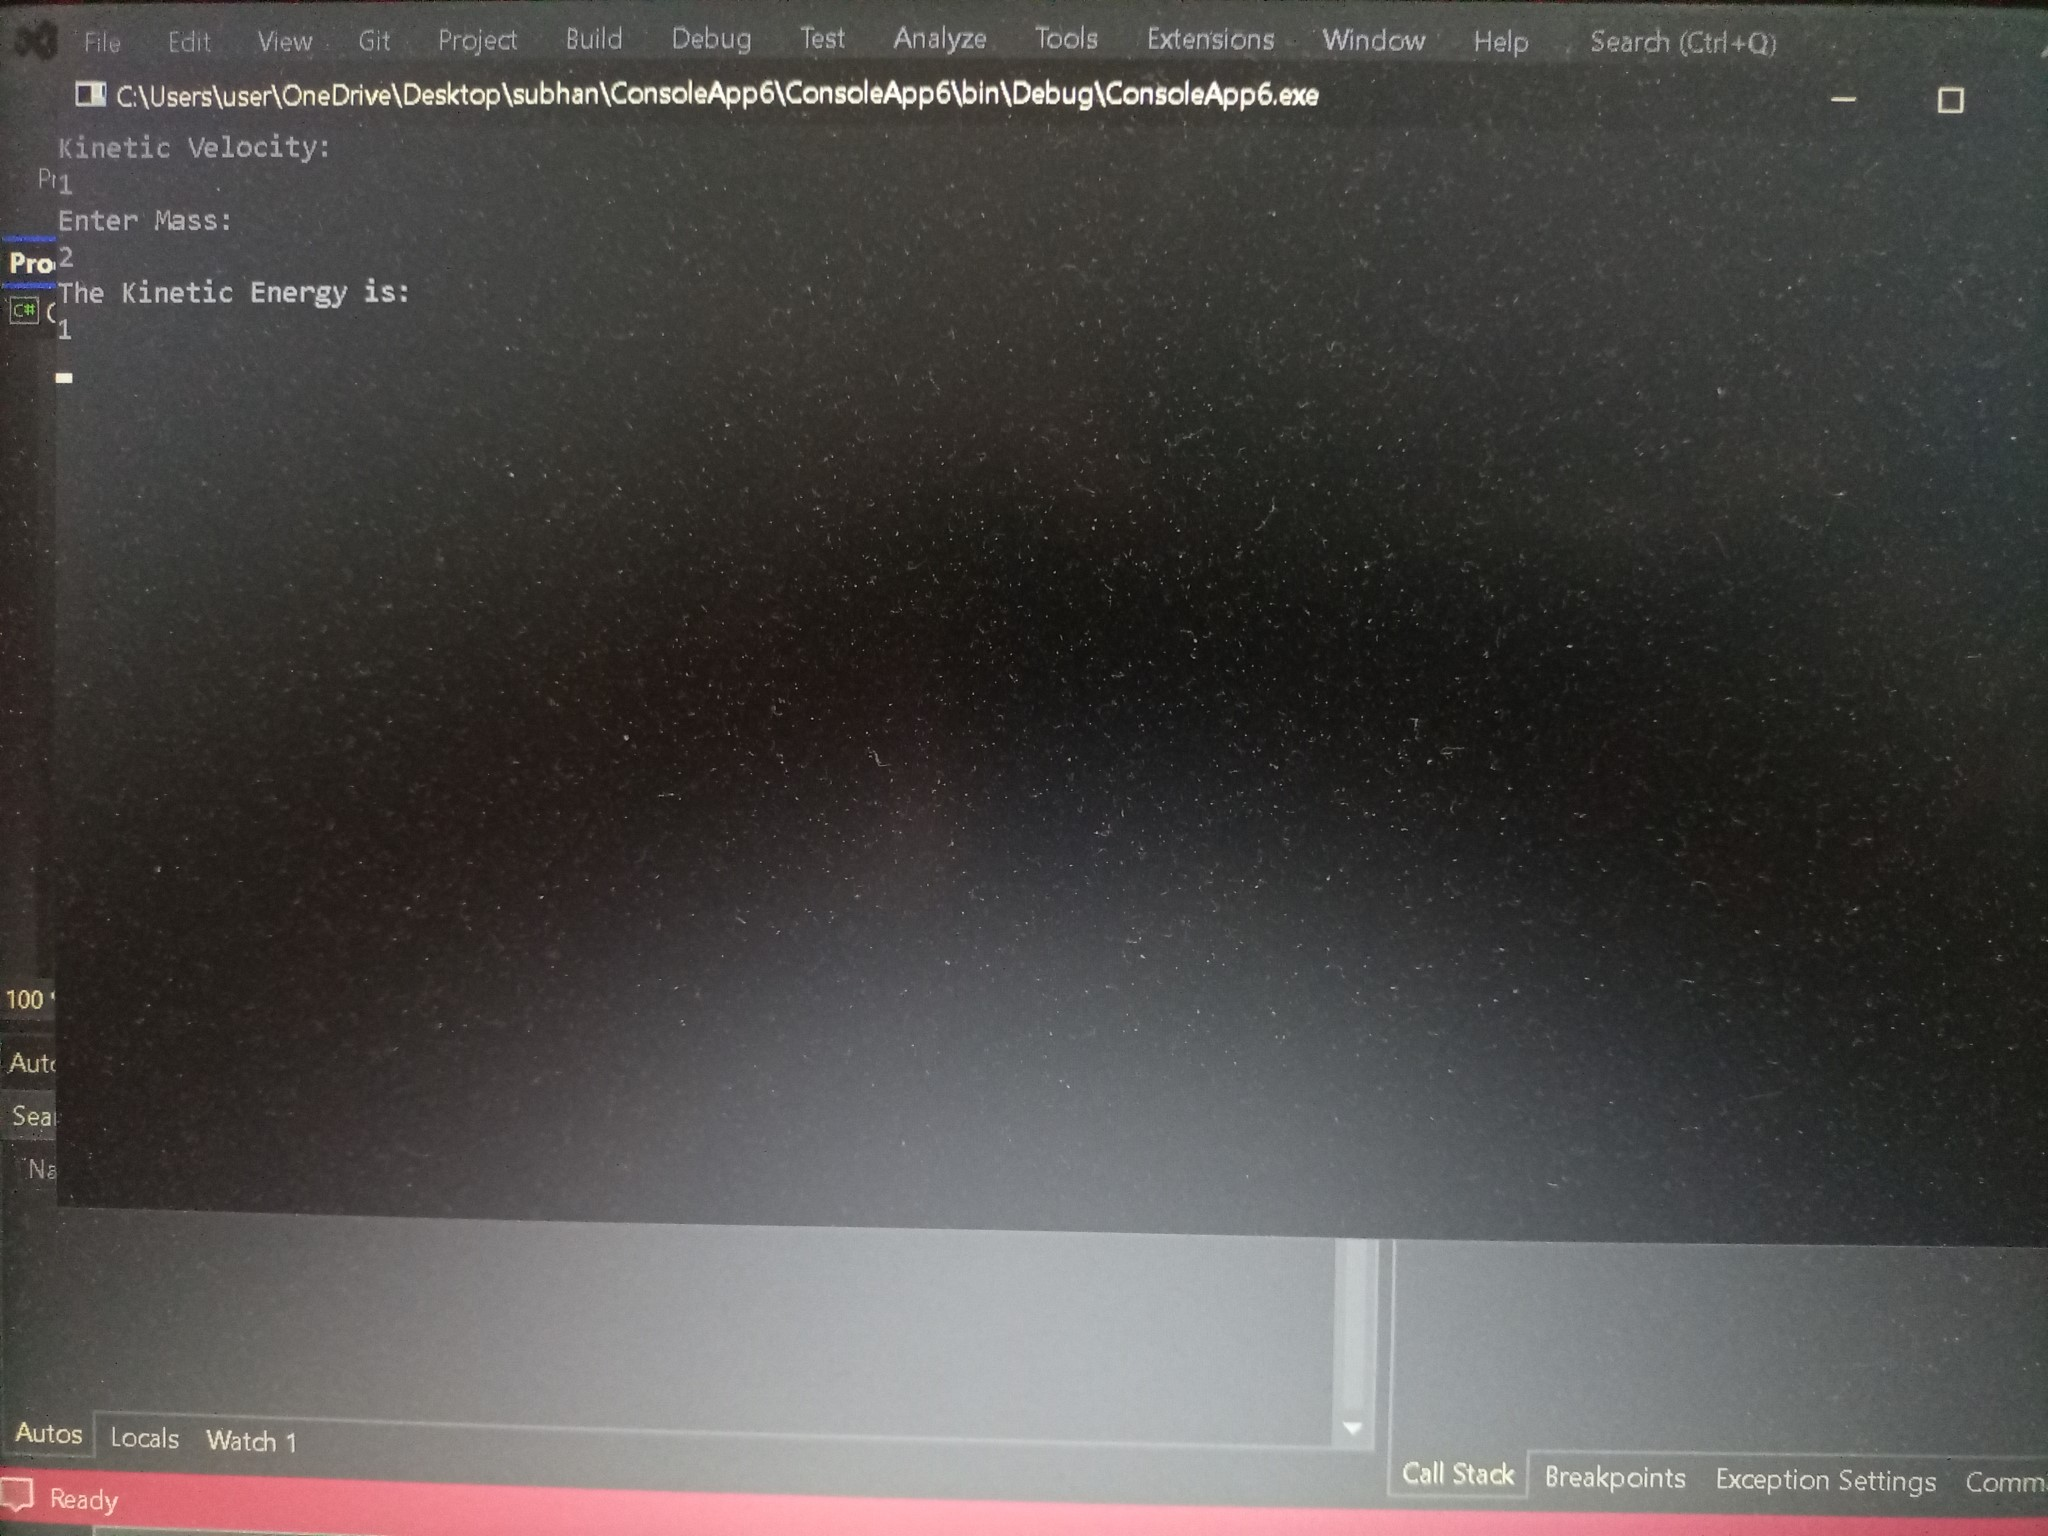 File Edit View Git Project Build Debug Test Analyze Tools Extensions Window Help Search (Ctrl+Q)
C:\Users\user\OneDrive\Desktop\subhan\ConsoleApp6\ConsoleApp6\bin\Debug\ConsoleApp6.exe
Kinetic Velocity:
1
Enter Mass:
2
The Kinetic Energy is:
1
Pro
C#
100
Autos Locals Watch 1
Call Stack Breakpoints Exception Settings
Ready